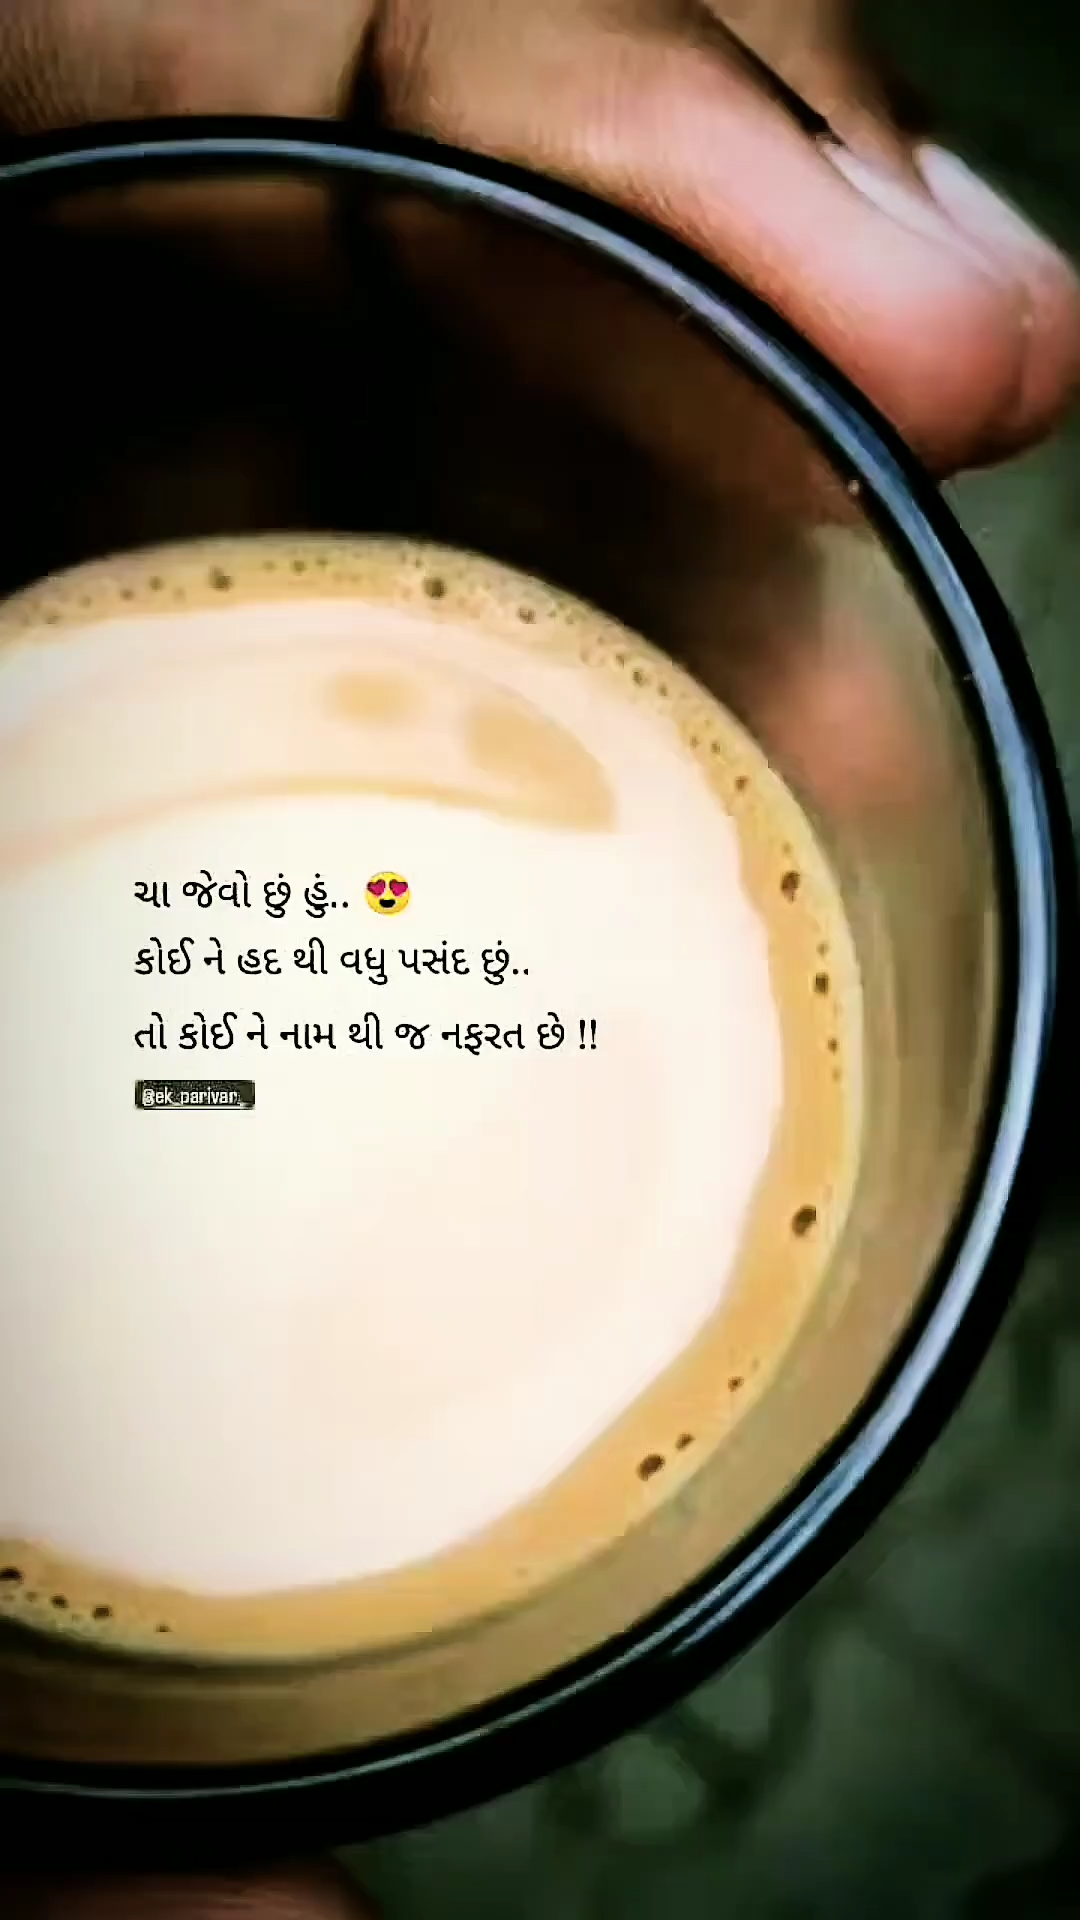 ચા જેવો છું હું.. 😍
કોઈ ને હદ થી વધુ પસંદ છું..
તો કોઈ ને નામ થી જ નફરત છે !!
@ek_parivar_